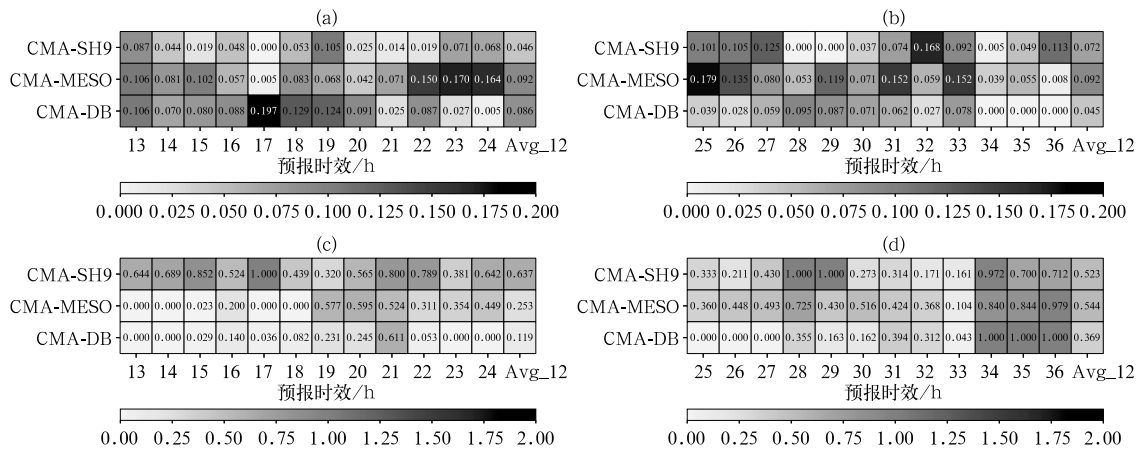 (a)
CMA-SH9 0.087 0.044 0.019 0.048 0.000 0.053 0.105 0.025 0.014 0.019 0.071 0.068 0.046
CMA-MESO 0.106 0.081 0.102 0.057 0.005 0.083 0.068 0.042 0.071 0.150 0.170 0.164 0.092
CMA-DB 0.106 0.070 0.080 0.088 0.197 0.129 0.124 0.091 0.025 0.087 0.027 0.005 0.086
13 14 15 16 17 18 19 20 21 22 23 24 Avg_12
预报时效/h
0.000 0.025 0.050 0.075 0.100 0.125 0.150 0.175 0.200
(b)
CMA-SH9 0.101 0.105 0.125 0.000 0.000 0.037 0.074 0.168 0.092 0.005 0.049 0.113 0.072
CMA-MESO 0.179 0.135 0.080 0.053 0.119 0.071 0.152 0.059 0.152 0.039 0.055 0.008 0.092
CMA-DB 0.039 0.028 0.059 0.095 0.087 0.071 0.062 0.027 0.078 0.000 0.000 0.000 0.045
25 26 27 28 29 30 31 32 33 34 35 36 Avg_12
预报时效/h
0.000 0.025 0.050 0.075 0.100 0.125 0.150 0.175 0.200
(c)
CMA-SH9 0.644 0.689 0.852 0.524 1.000 0.439 0.320 0.565 0.800 0.789 0.381 0.642 0.637
CMA-MESO 0.000 0.000 0.023 0.200 0.000 0.000 0.577 0.595 0.524 0.311 0.354 0.449 0.253
CMA-DB 0.000 0.000 0.029 0.140 0.036 0.082 0.231 0.245 0.611 0.053 0.000 0.000 0.119
13 14 15 16 17 18 19 20 21 22 23 24 Avg_12
预报时效/h
0.00 0.25 0.50 0.75 1.00 1.25 1.50 1.75 2.00
(d)
CMA-SH9 0.333 0.211 0.430 1.000 1.000 0.273 0.314 0.171 0.161 0.972 0.700 0.712 0.523
CMA-MESO 0.360 0.448 0.493 0.725 0.430 0.516 0.424 0.368 0.104 0.840 0.844 0.979 0.544
CMA-DB 0.000 0.000 0.000 0.355 0.163 0.162 0.394 0.312 0.043 1.000 1.000 1.000 0.369
25 26 27 28 29 30 31 32 33 34 35 36 Avg_12
预报时效/h
0.00 0.25 0.50 0.75 1.00 1.25 1.50 1.75 2.00